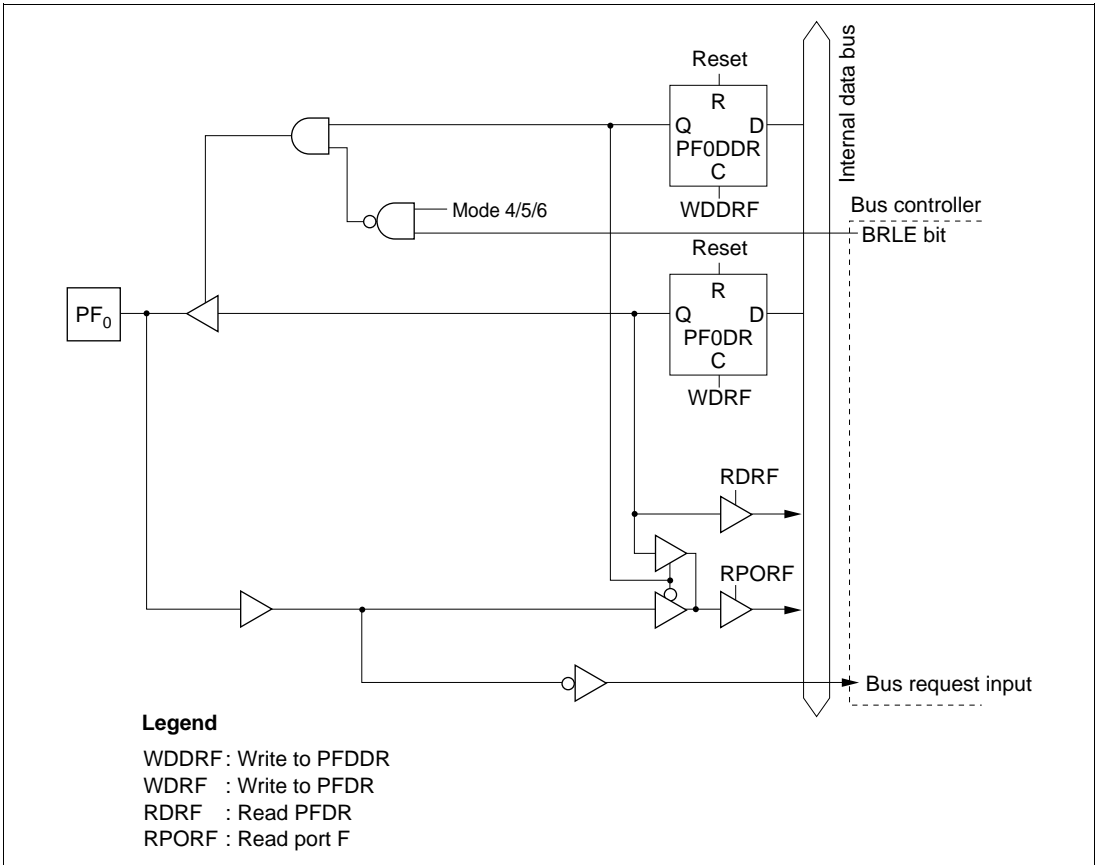 Reset
R
Q D
PF0DDR
C
WDDRF
Internal data bus
Mode 4/5/6
Bus controller
BRLE bit
Reset
R
Q D
PF0DR
C
WDRF
PF0
RDRF
RPORF
Bus request input
Legend
WDDRF : Write to PFDDR
WDRF : Write to PFDR
RDRF : Read PFDR
RPORF : Read port F